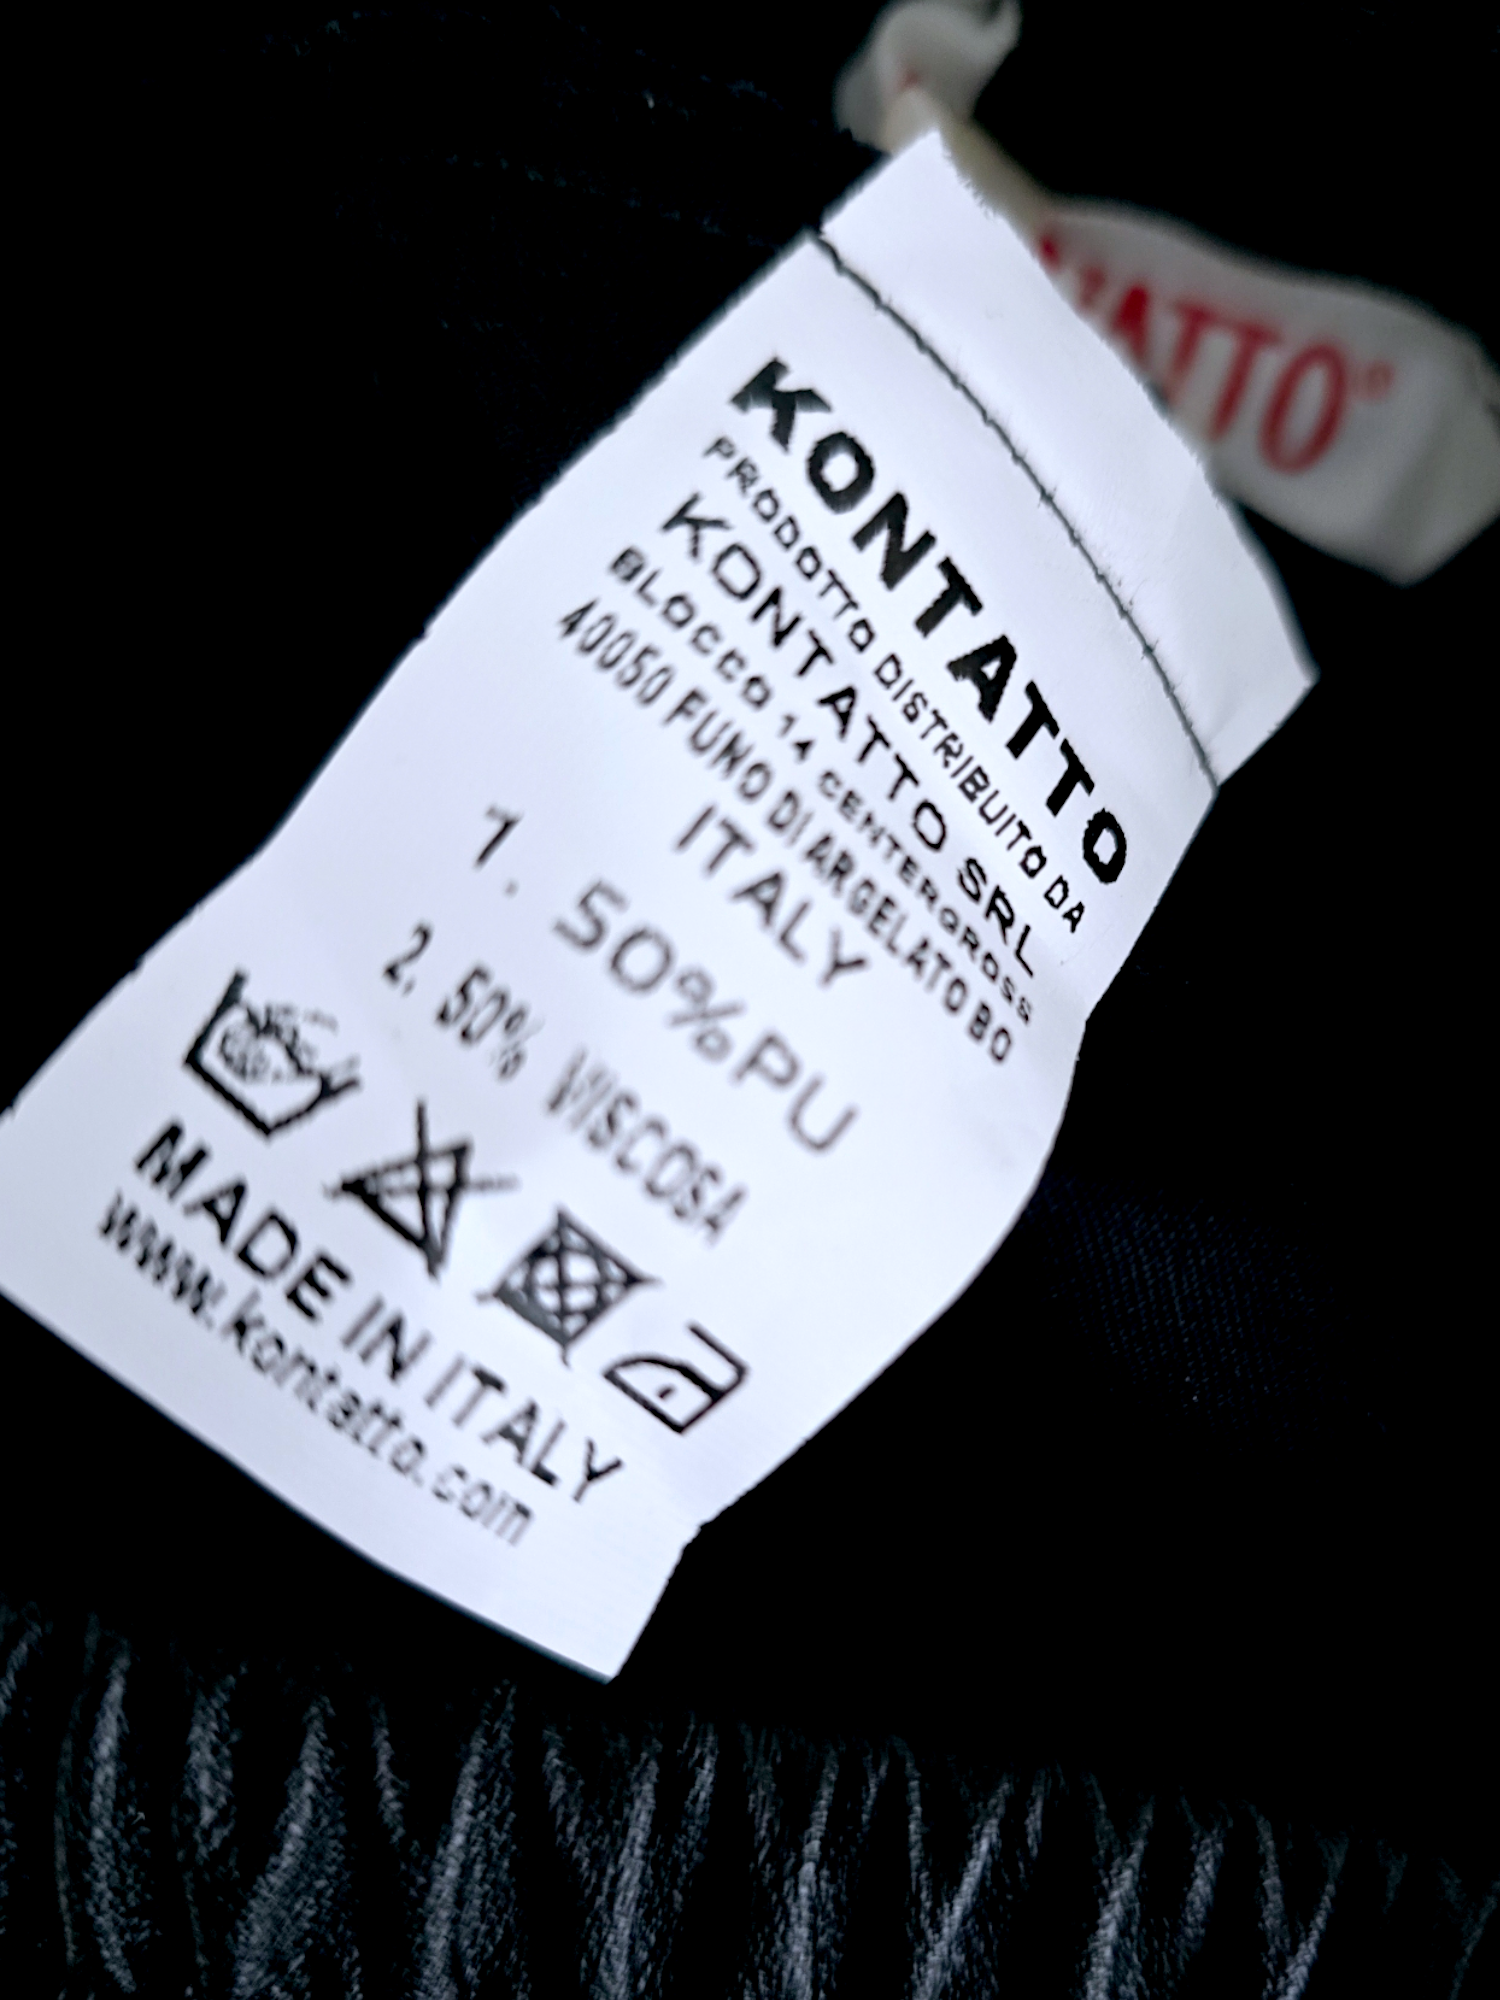 KONTATTO
PRODOTTO DISTRIBUITO DA
KONTATTO SRL
BLOCCO 14 CENTERGROSS
40050 FUNO DI ARGELATO BO
ITALY
1. 50%PU
2. 50% VISCOSA
MADE IN ITALY
www.kontatto.com
TATTO®